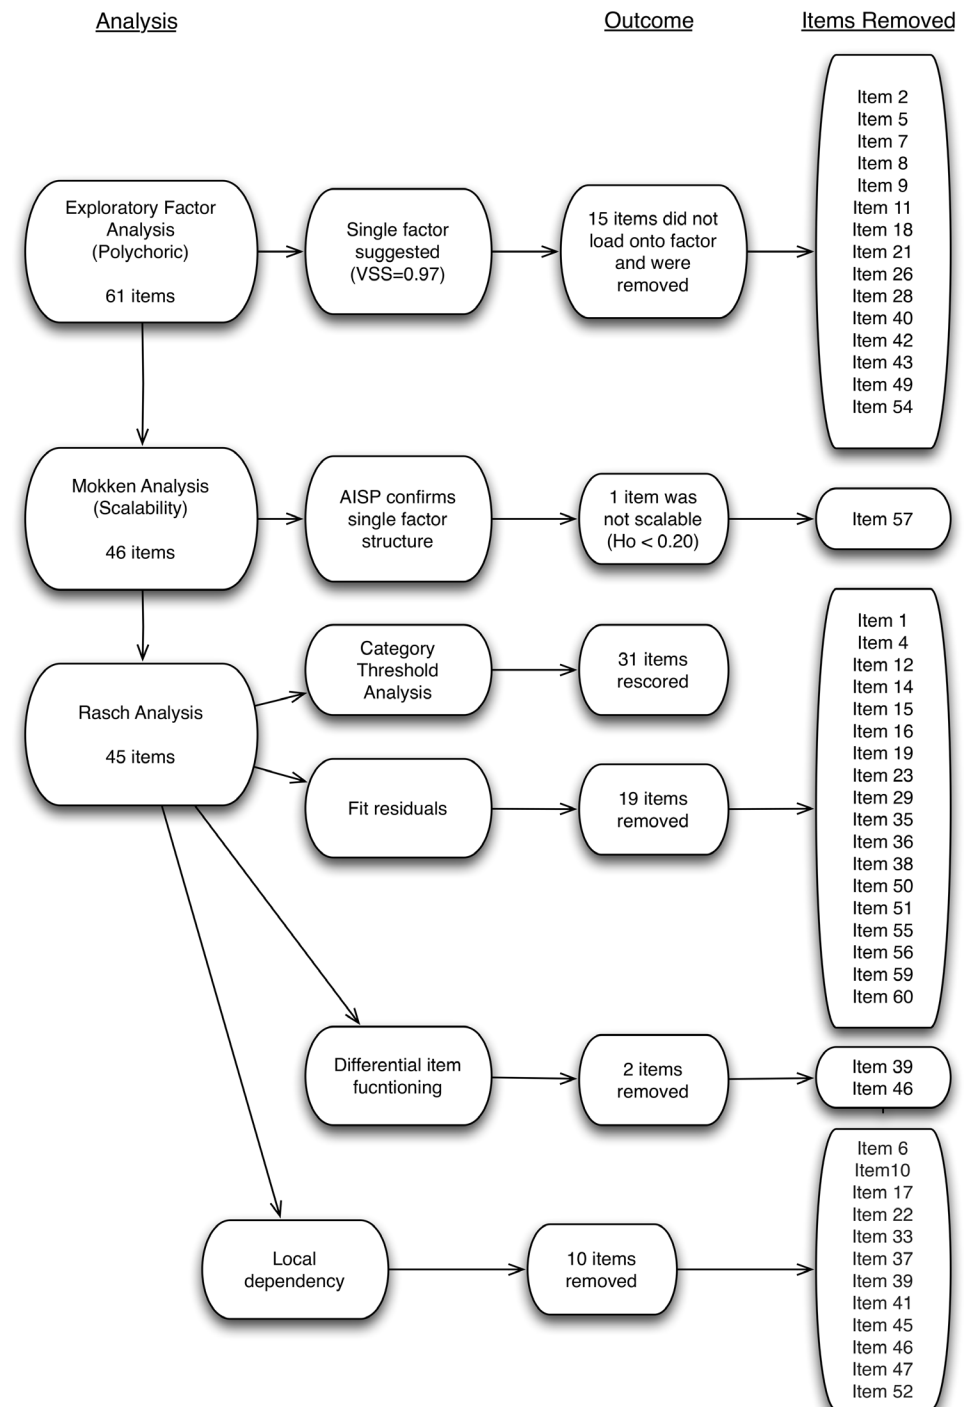 Analysis
Outcome
Items Removed
Exploratory Factor
Analysis
(Polychoric)
61 items
Single factor
suggested
(VSS=0.97)
15 items did not
load onto factor
and were
removed
Item 2
Item 5
Item 7
Item 8
Item 9
Item 11
Item 18
Item 21
Item 26
Item 28
Item 40
Item 42
Item 43
Item 49
Item 54
Mokken Analysis
(Scalability)
46 items
AISP confirms
single factor
structure
1 item was
not scalable
(Ho < 0.20)
Item 57
Rasch Analysis
45 items
Category
Threshold
Analysis
31 items
rescored
Fit residuals
19 items
removed
Item 1
Item 4
Item 12
Item 14
Item 15
Item 16
Item 19
Item 23
Item 29
Item 35
Item 36
Item 38
Item 50
Item 51
Item 55
Item 56
Item 59
Item 60
Differential item
fucntioning
2 items
removed
Item 39
Item 46
Local
dependency
10 items
removed
Item 6
Item10
Item 17
Item 22
Item 33
Item 37
Item 39
Item 41
Item 45
Item 46
Item 47
Item 52